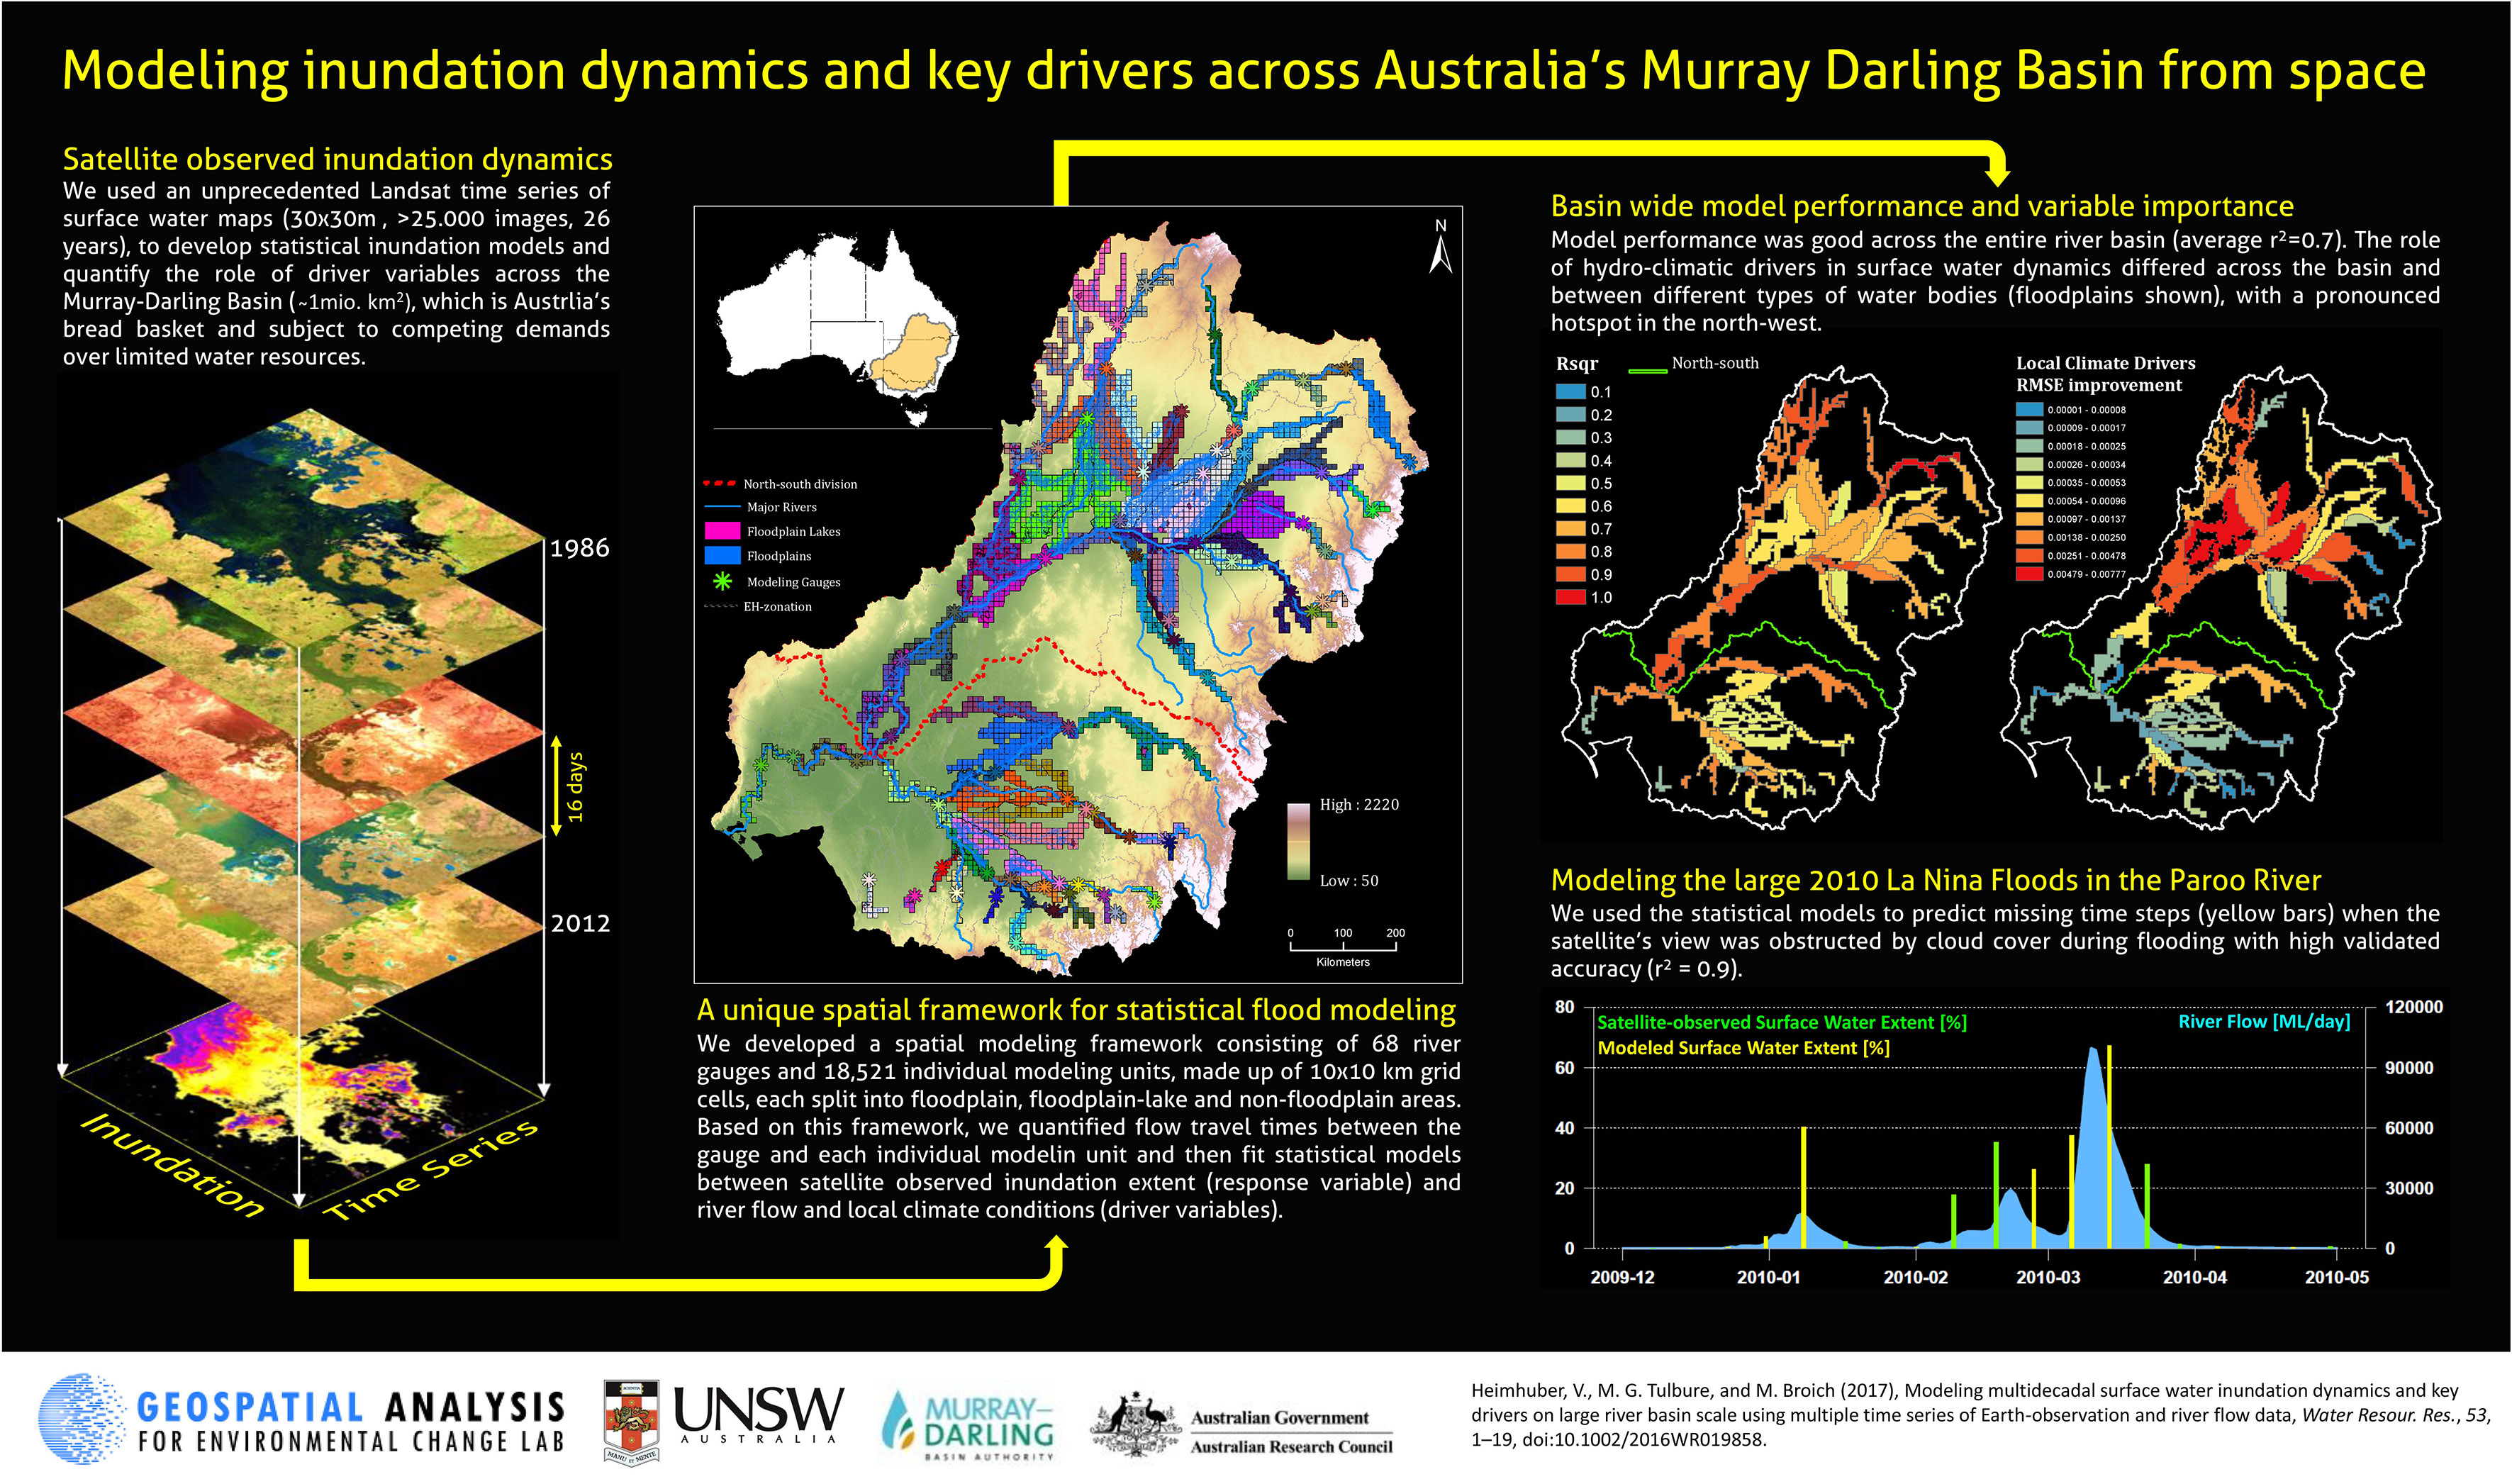 Modeling inundation dynamics and key drivers across Australia's Murray Darling Basin from space
Satellite observed inundation dynamics
We used an unprecedented Landsat time series of
surface water maps (30x30m , >25.000 images, 26
years), to develop statistical inundation models and
quantify the role of driver variables across the
Murray-Darling Basin (~1mio. km²), which is Austrlia's
bread basket and subject to competing demands
over limited water resources.
1986
16 days
2012
Inundation
Time Series
N
North-south division
Major Rivers
Floodplain Lakes
Floodplains
Modeling Gauges
EH-zonation
High : 2220
Low : 50
0 100 200
Kilometers
A unique spatial framework for statistical flood modeling
We developed a spatial modeling framework consisting of 68 river
gauges and 18,521 individual modeling units, made up of 10x10 km grid
cells, each split into floodplain, floodplain-lake and non-floodplain areas.
Based on this framework, we quantified flow travel times between the
gauge and each individual modelin unit and then fit statistical models
between satellite observed inundation extent (response variable) and
river flow and local climate conditions (driver variables).
Basin wide model performance and variable importance
Model performance was good across the entire river basin (average r²=0.7). The role
of hydro-climatic drivers in surface water dynamics differed across the basin and
between different types of water bodies (floodplains shown), with a pronounced
hotspot in the north-west.
Rsqr
North-south
0.1
0.2
0.3
0.4
0.5
0.6
0.7
0.8
0.9
1.0
Local Climate Drivers
RMSE improvement
0.00001 - 0.00008
0.00009 - 0.00017
0.00018 - 0.00025
0.00026 - 0.00034
0.00035 - 0.00053
0.00054 - 0.00096
0.00097 - 0.00137
0.00138 - 0.00250
0.00251 - 0.00478
0.00479 - 0.00777
Modeling the large 2010 La Nina Floods in the Paroo River
We used the statistical models to predict missing time steps (yellow bars) when the
satellite's view was obstructed by cloud cover during flooding with high validated
accuracy (r² = 0.9).
80 120000
Satellite-observed Surface Water Extent [%] River Flow [ML/day]
Modeled Surface Water Extent [%]
60 90000
40 60000
20 30000
0 0
2009-12 2010-01 2010-02 2010-03 2010-04 2010-05
GEOSPATIAL ANALYSIS
FOR ENVIRONMENTAL CHANGE LAB
SCIENTIA
MANU ET MENTE
UNSW
AUSTRALIA
MURRAY–
DARLING
BASIN AUTHORITY
Australian Government
Australian Research Council
Heimhuber, V., M. G. Tulbure, and M. Broich (2017), Modeling multidecadal surface water inundation dynamics and key
drivers on large river basin scale using multiple time series of Earth-observation and river flow data, Water Resour. Res., 53,
1–19, doi:10.1002/2016WR019858.